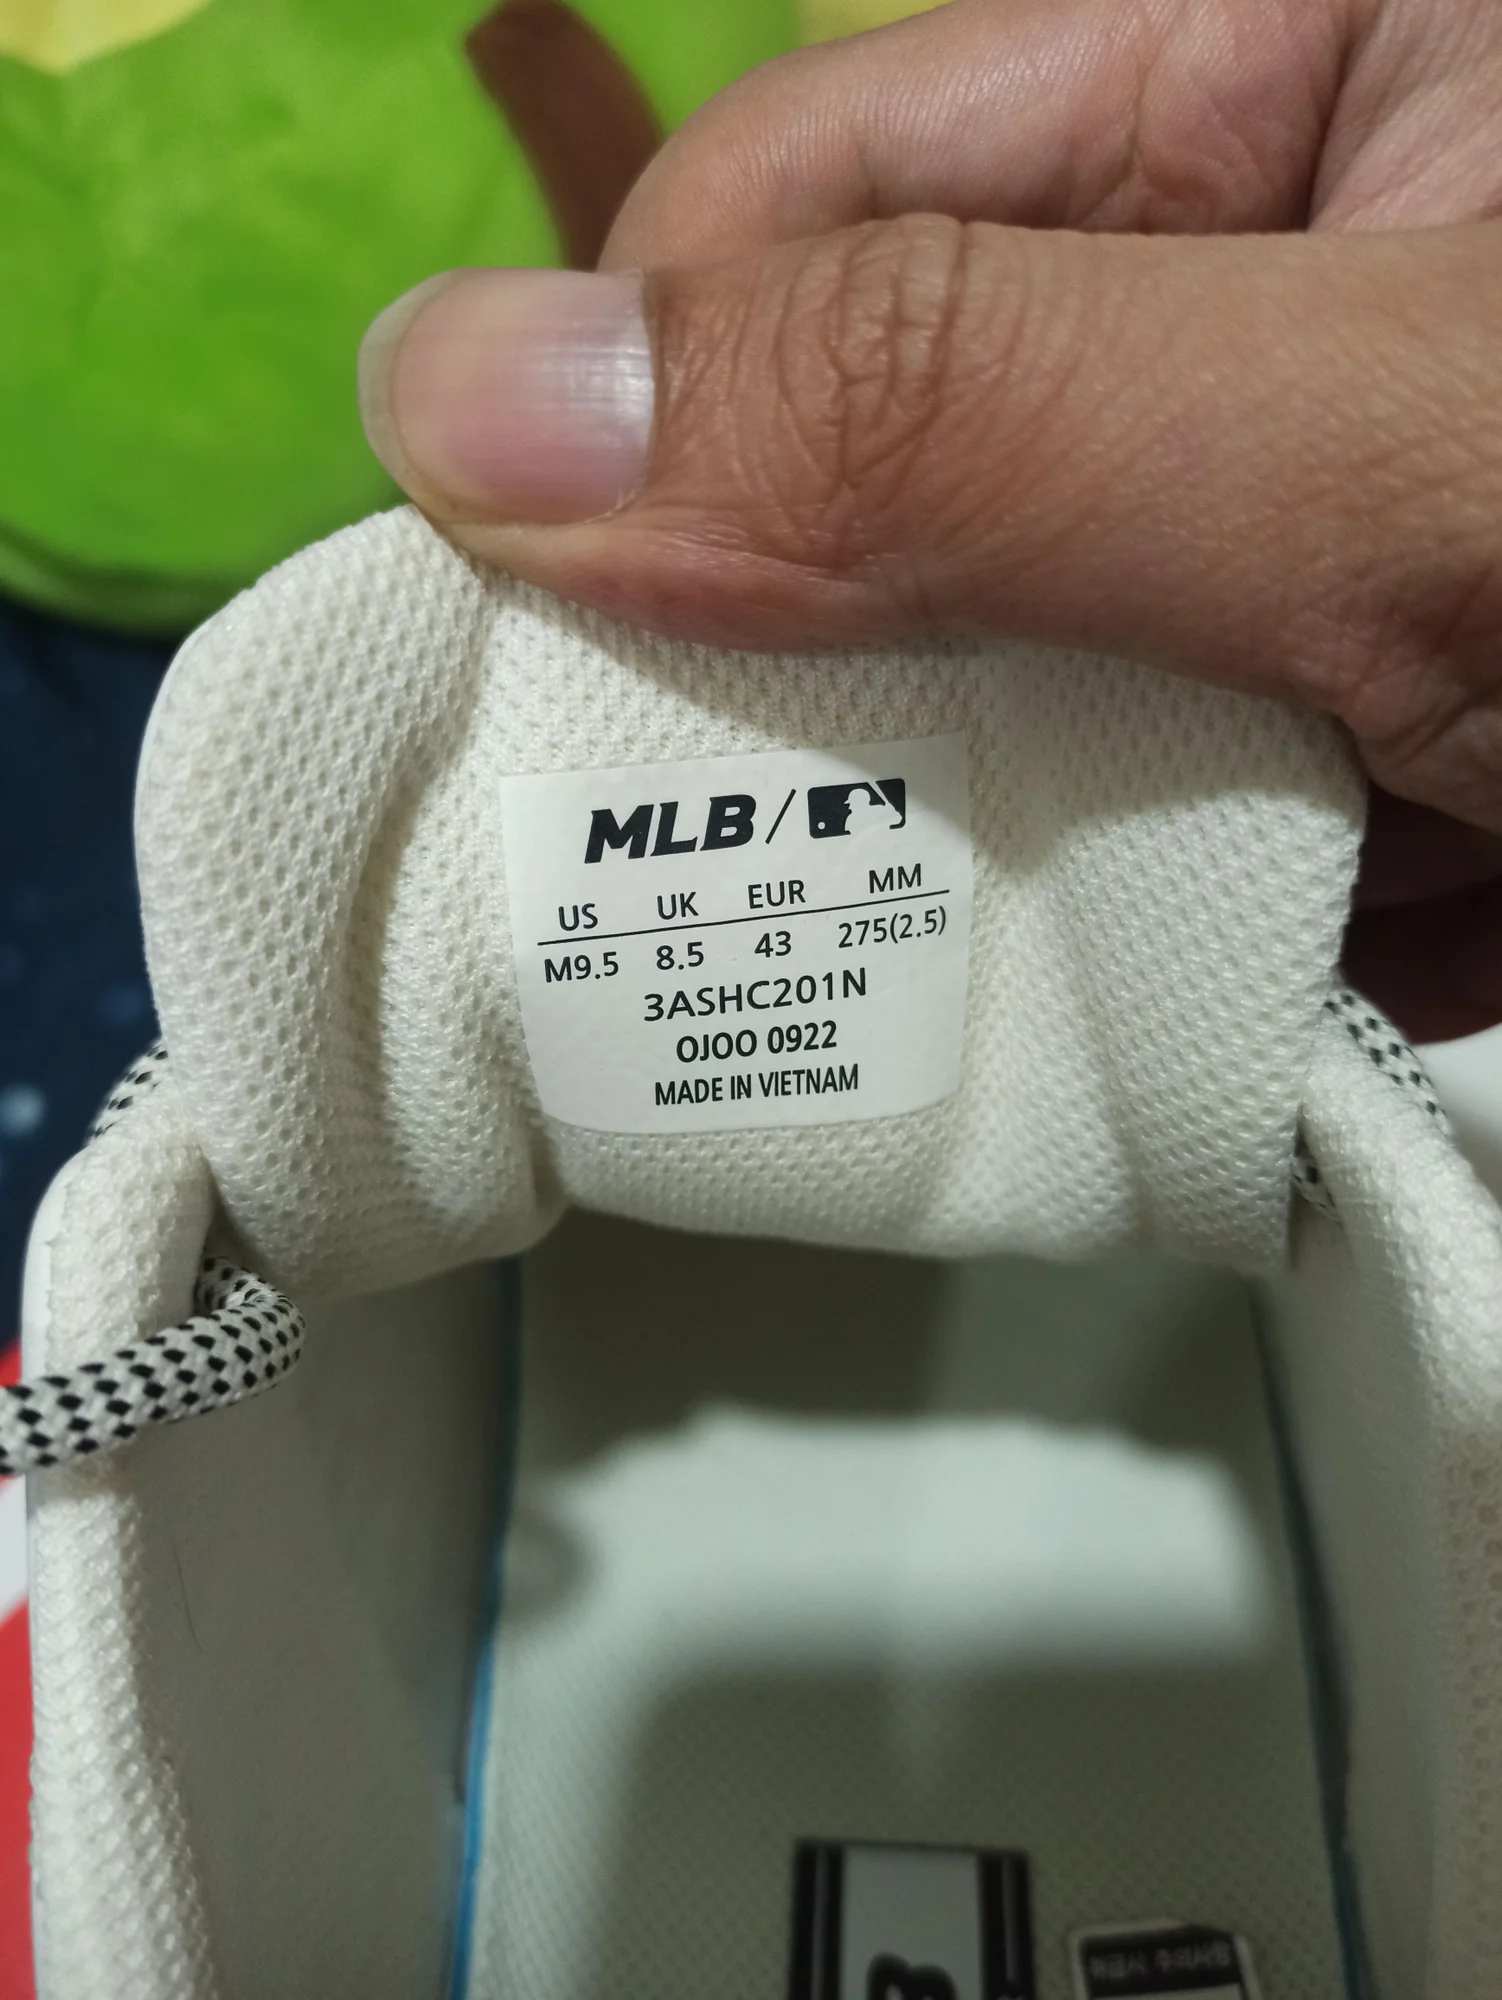 MLB
US UK EUR MM
M9.5 8.5 43 275(2.5)
3ASHC201N
OJOO 0922
MADE IN VIETNAM